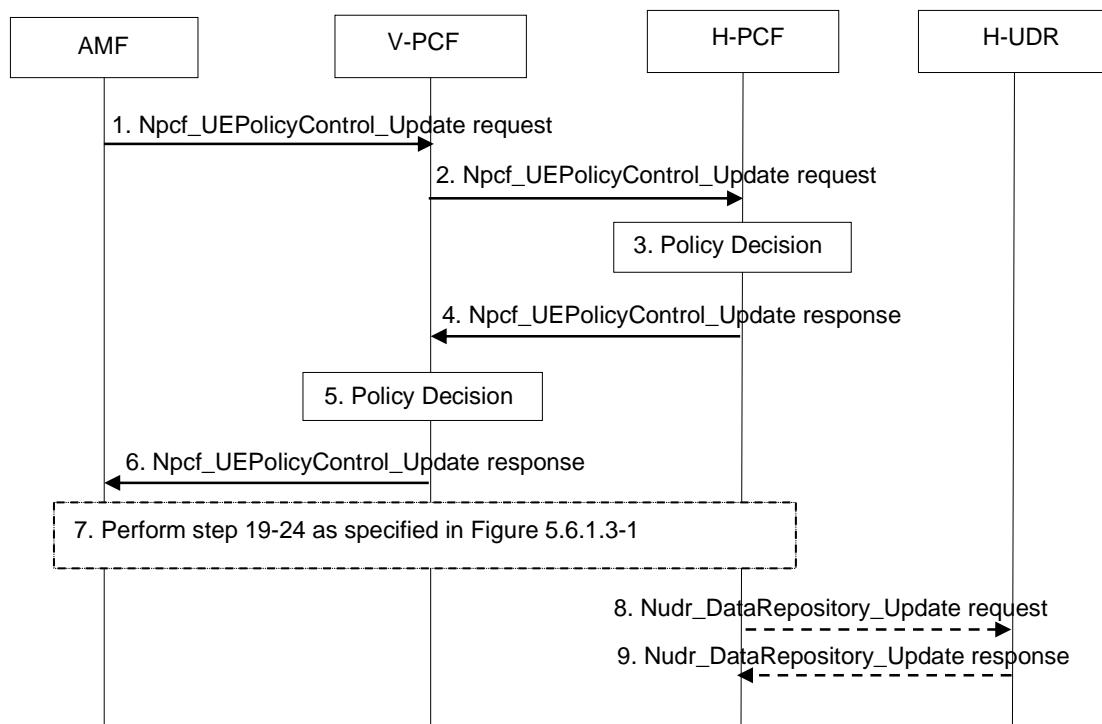 AMF
V-PCF
H-PCF
H-UDR
1. Npcf_UEPolicyControl_Update request
2. Npcf_UEPolicyControl_Update request
3. Policy Decision
4. Npcf_UEPolicyControl_Update response
5. Policy Decision
6. Npcf_UEPolicyControl_Update response
7. Perform step 19-24 as specified in Figure 5.6.1.3-1
8. Nudr_DataRepository_Update request
9. Nudr_DataRepository_Update response